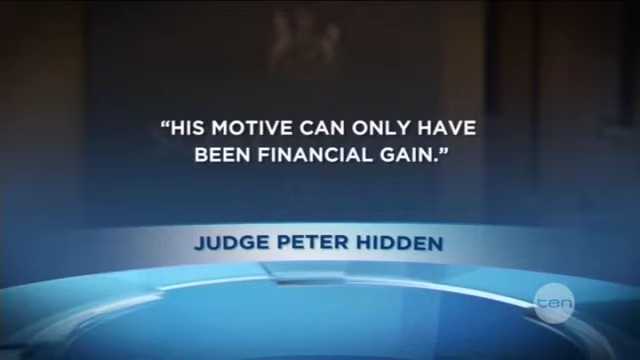 “HIS MOTIVE CAN ONLY HAVE
BEEN FINANCIAL GAIN.”
JUDGE PETER HIDDEN
ten